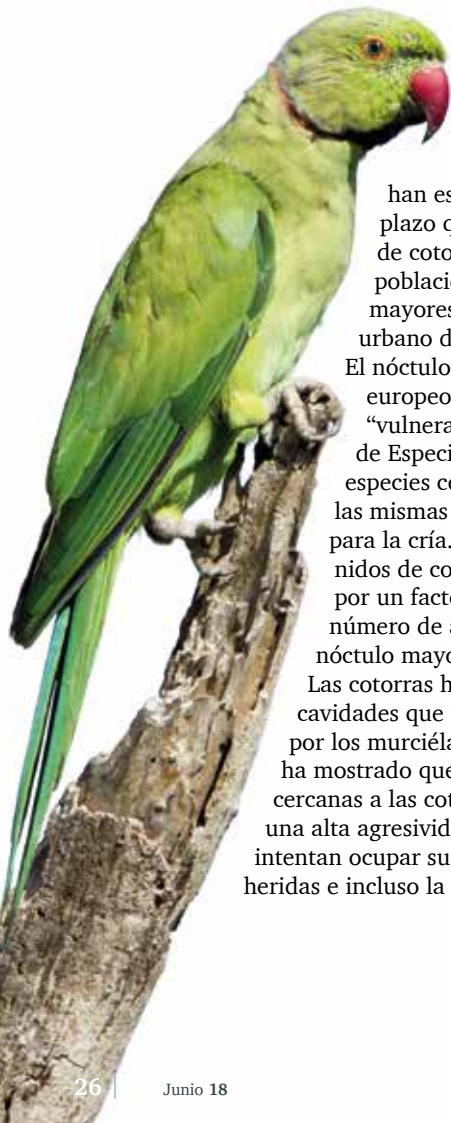 han es
plazo q
de coto
població
mayores
urbano d
El nóctulo
europeo
“vulnera
de Especi
especies co
las mismas
para la cría.
nidos de co
por un facto
número de a
nóctulo mayo
Las cotorras h
cavidades que
por los murciéla
ha mostrado que
cercanas a las cot
una alta agresivid
intentan ocupar su
heridas e incluso la
26 | Junio 18